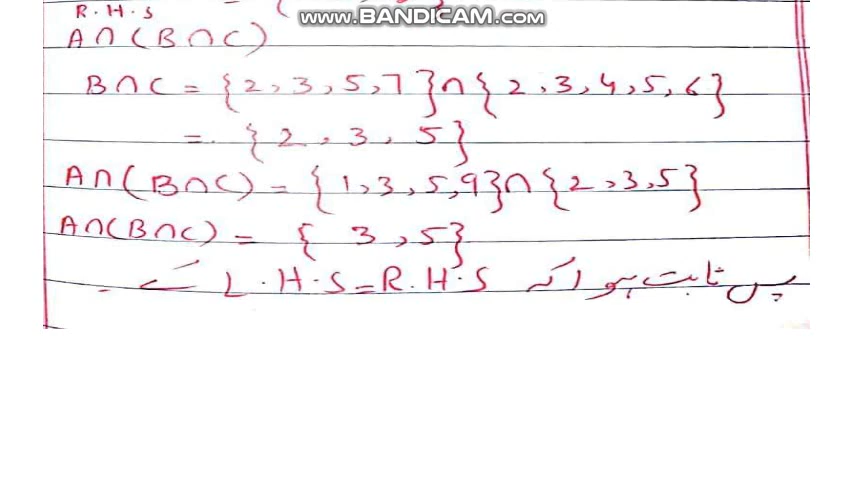 www.BANDICAM.com
R.H.S
A∩(B∩C)
B∩C = {2,3,5,7}∩{2,3,4,5,6}
= {2,3,5}
A∩(B∩C) = {1,3,5,9}∩{2,3,5}
A∩(B∩C) = {3,5}
پس ثابت ہوا کہ L.H.S=R.H.S ہے